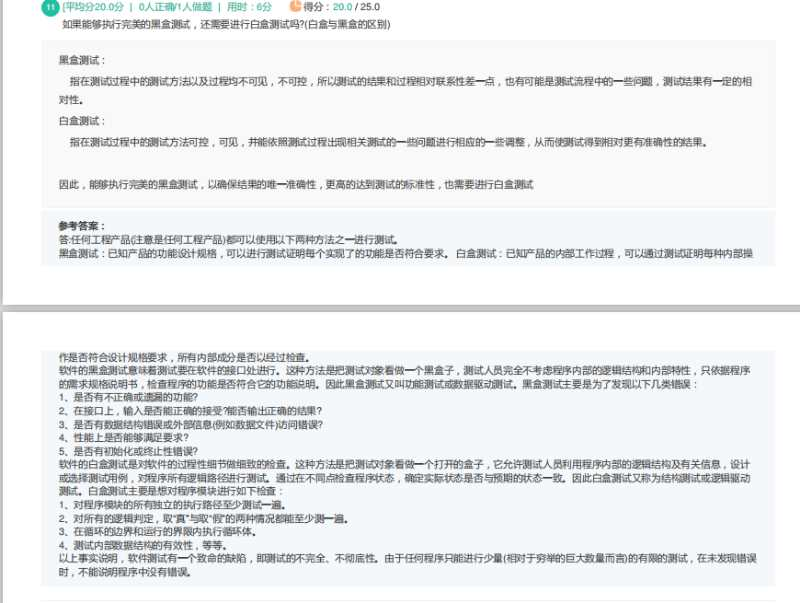 11 [平均分20.0分 | 0人正确/1人做题 | 用时：6分 得分：20.0 / 25.0
如果能够执行完美的黑盒测试，还需要进行白盒测试吗?(白盒与黑盒的区别)
黑盒测试：
指在测试过程中的测试方法以及过程均不可见，不可控，所以测试的结果和过程相对联系性差一点，也有可能是测试流程中的一些问题，测试结果有一定的相
对性。
白盒测试：
指在测试过程中的测试方法可控，可见，并能依照测试过程出现相关测试的一些问题进行相应的一些调整，从而使测试得到相对更有准确性的结果。
因此，能够执行完美的黑盒测试，以确保结果的唯一准确性，更高的达到测试的标准性，也需要进行白盒测试
参考答案：
答:任何工程产品(注意是任何工程产品)都可以使用以下两种方法之一进行测试。
黑盒测试：已知产品的功能设计规格，可以进行测试证明每个实现了的功能是否符合要求。 白盒测试：已知产品的内部工作过程，可以通过测试证明每种内部操
作是否符合设计规格要求，所有内部成分是否以经过检查。
软件的黑盒测试意味着测试要在软件的接口处进行。这种方法是把测试对象看做一个黑盒子，测试人员完全不考虑程序内部的逻辑结构和内部特性，只依据程序
的需求规格说明书，检查程序的功能是否符合它的功能说明。因此黑盒测试又叫功能测试或数据驱动测试。黑盒测试主要是为了发现以下几类错误：
1、是否有不正确或遗漏的功能?
2、在接口上，输入是否能正确的接受?能否输出正确的结果?
3、是否有数据结构错误或外部信息(例如数据文件)访问错误?
4、性能上是否能够满足要求?
5、是否有初始化或终止性错误?
软件的白盒测试是对软件的过程性细节做细致的检查。这种方法是把测试对象看做一个打开的盒子，它允许测试人员利用程序内部的逻辑结构及有关信息，设计
或选择测试用例，对程序所有逻辑路径进行测试。通过在不同点检查程序状态，确定实际状态是否与预期的状态一致。因此白盒测试又称为结构测试或逻辑驱动
测试。白盒测试主要是想对程序模块进行如下检查：
1、对程序模块的所有独立的执行路径至少测试一遍。
2、对所有的逻辑判定，取“真”与取“假”的两种情况都能至少测一遍。
3、在循环的边界和运行的界限内执行循环体。
4、测试内部数据结构的有效性，等等。
以上事实说明，软件测试有一个致命的缺陷，即测试的不完全、不彻底性。由于任何程序只能进行少量(相对于穷举的巨大数量而言)的有限的测试，在未发现错误
时，不能说明程序中没有错误。